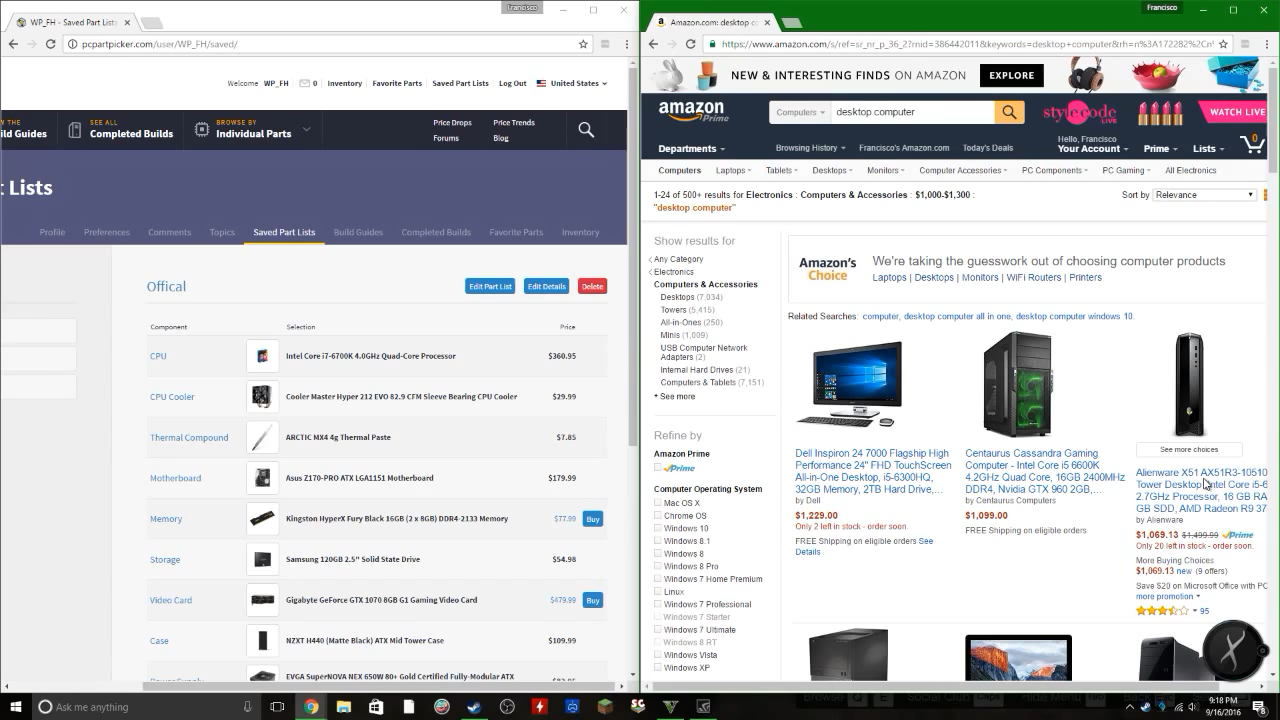 Francisco
WP_FH - Saved Part Lists
pcpartpicker.com/user/WP_FH/saved/
Welcome WP_FH 0 Inventory Favorite Parts Saved Part Lists Log Out United States
ld Guides
SEE ALL
Completed Builds
BROWSE BY
Individual Parts
Price Drops Price Trends
Forums Blog
t Lists
Profile Preferences Comments Topics Saved Part Lists Build Guides Completed Builds Favorite Parts Inventory
Offical Edit Part List Edit Details Delete
Component Selection Price
CPU Intel Core i7-6700K 4.0GHz Quad-Core Processor $360.95
CPU Cooler Cooler Master Hyper 212 EVO 82.9 CFM Sleeve Bearing CPU Cooler $29.99
Thermal Compound ARCTIC MX4 4g Thermal Paste $7.85
Motherboard Asus Z170-PRO ATX LGA1151 Motherboard $79.99
Memory Kingston HyperX Fury Black 16GB (2 x 8GB) DDR4-2133 Memory $77.99 Buy
Storage Samsung 120GB 2.5" Solid State Drive $54.98
Video Card Gigabyte GeForce GTX 1070 8GB G1 Gaming Video Card $479.99 Buy
Case NZXT H440 (Matte Black) ATX Mid Tower Case $109.99
EVGA SuperNOVA NEX 650W 80+ Gold Certified Fully-Modular ATX
Francisco
Amazon.com: desktop c
https://www.amazon.com/s/ref=sr_nr_p_36_2?rnid=386442011&keywords=desktop+computer&rh=n%3A172282%2Cn
NEW & INTERESTING FINDS ON AMAZON EXPLORE
amazon Prime
Computers desktop computer
stylecode LIVE
WATCH LIVE
Departments Browsing History Francisco's Amazon.com Today's Deals
Hello, Francisco
Your Account Prime Lists 0
Computers Laptops Tablets Desktops Monitors Computer Accessories PC Components PC Gaming All Electronics
1-24 of 500+ results for Electronics : Computers & Accessories : $1,000-$1,300 :
"desktop computer"
Sort by Relevance
Show results for
Any Category
Electronics
Computers & Accessories
Desktops (7,034)
Towers (5,415)
All-in-Ones (250)
Minis (1,009)
USB Computer Network
Adapters (2)
Internal Hard Drives (21)
Computers & Tablets (7,151)
+ See more
Refine by
Amazon Prime
Prime
Computer Operating System
Mac OS X
Chrome OS
Windows 10
Windows 8.1
Windows 8
Windows 8 Pro
Windows 7 Home Premium
Linux
Windows 7 Professional
Windows 7 Starter
Windows 7 Ultimate
Windows 8 RT
Windows Vista
Windows XP
Amazon's
Choice
We're taking the guesswork out of choosing computer products
Laptops | Desktops | Monitors | WiFi Routers | Printers
Related Searches: computer, desktop computer all in one, desktop computer windows 10.
Dell Inspiron 24 7000 Flagship High
Performance 24" FHD TouchScreen
All-in-One Desktop, i5-6300HQ,
32GB Memory, 2TB Hard Drive,...
by Dell
$1,229.00
Only 2 left in stock - order soon.
FREE Shipping on eligible orders See
Details
Centaurus Cassandra Gaming
Computer - Intel Core i5 6600K
4.2GHz Quad Core, 16GB 2400MHz
DDR4, Nvidia GTX 960 2GB,...
by Centaurus Computers
$1,099.00
FREE Shipping on eligible orders
See more choices
Alienware X51 AX51R3-10510
Tower Desktop, Intel Core i5-6
2.7GHz Processor, 16 GB RA
GB SDD, AMD Radeon R9 37
by Alienware
$1,069.13 $1,499.99 Prime
Only 20 left in stock - order soon.
More Buying Choices
$1,069.13 new (9 offers)
Save $20 on Microsoft Office with PC
more promotion
95
Ask me anything
9:18 PM
9/16/2016
8